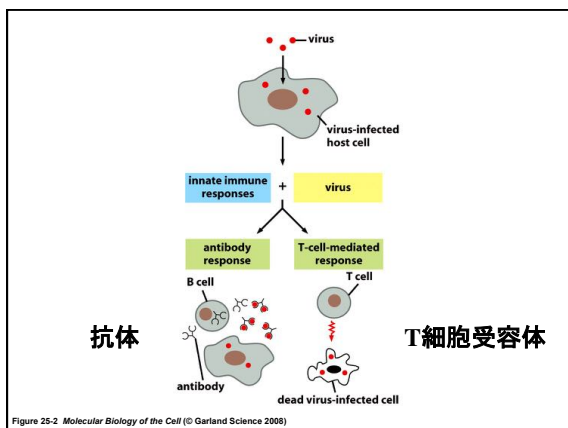 virus
virus-infected
host cell
innate immune
responses
+
virus
antibody
response
T-cell-mediated
response
B cell
T cell
抗体
T細胞受容体
antibody
dead virus-infected cell
Figure 25-2 Molecular Biology of the Cell (© Garland Science 2008)